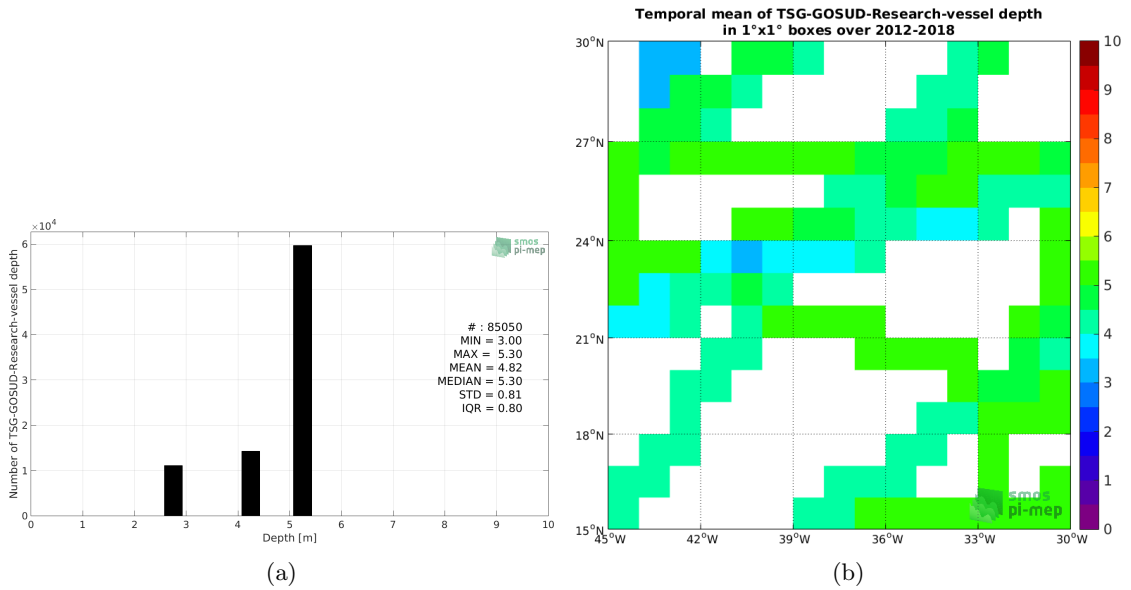 ×10⁴
6
5
4
3
2
1
0
Number of TSG-GOSUD-Research-vessel depth
smos
pi-mep
# : 85050
MIN = 3.00
MAX = 5.30
MEAN = 4.82
MEDIAN = 5.30
STD = 0.81
IQR = 0.80
0 1 2 3 4 5 6 7 8 9 10
Depth [m]
(a)
Temporal mean of TSG-GOSUD-Research-vessel depth
in 1°x1° boxes over 2012-2018
30°N
27°N
24°N
21°N
18°N
15°N
45°W 42°W 39°W 36°W 33°W 30°W
smos
pi-mep
10
9
8
7
6
5
4
3
2
1
0
(b)